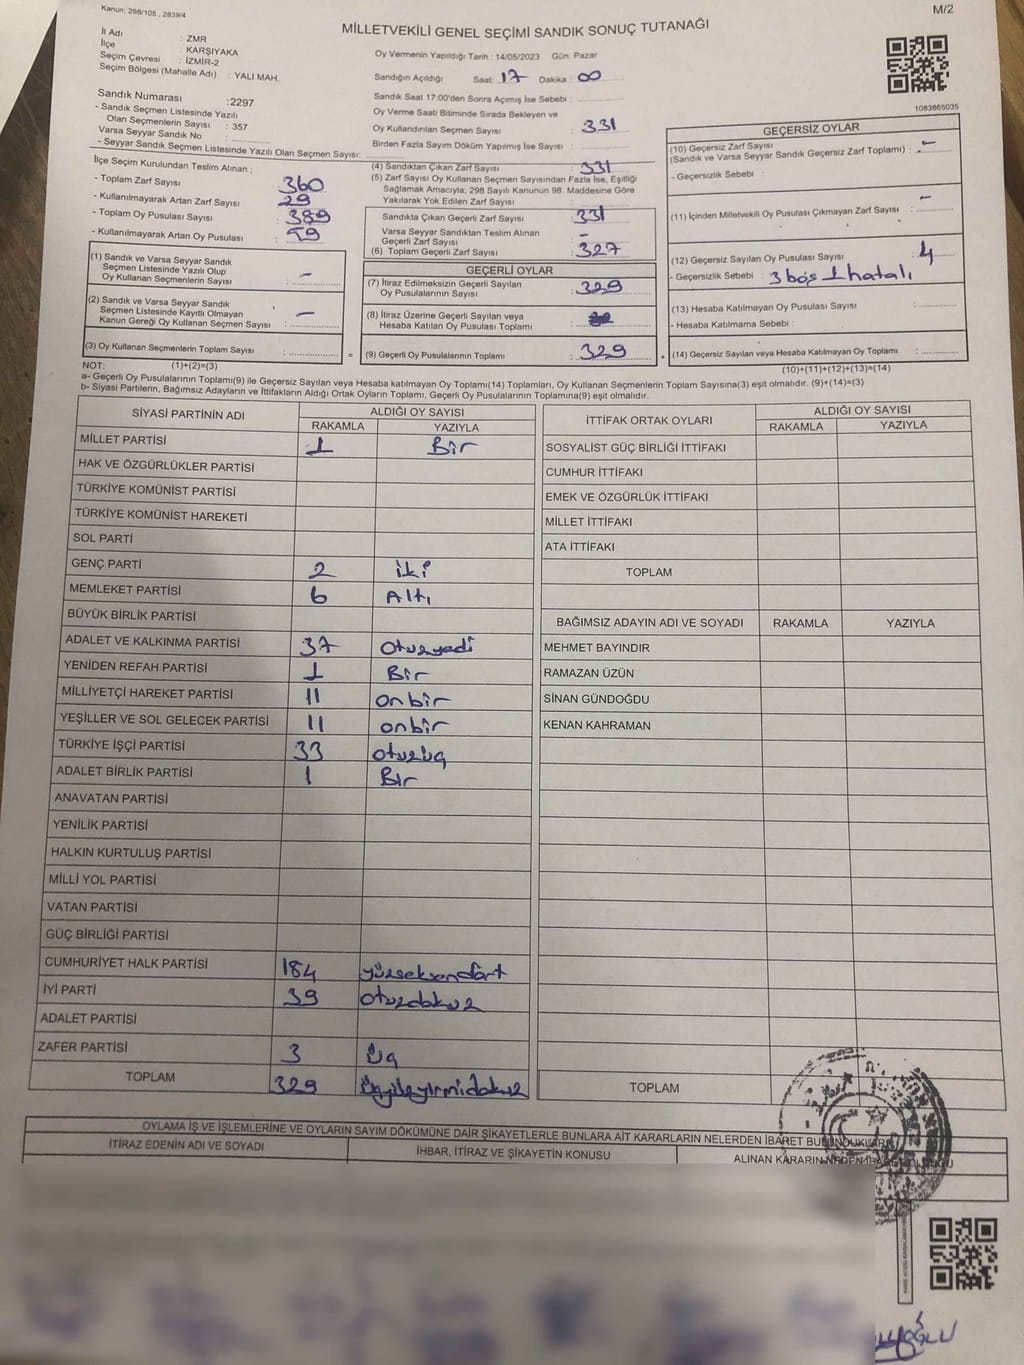 Kanun: 298/105 , 2839/4
M/2
MİLLETVEKİLİ GENEL SEÇİMİ SANDIK SONUÇ TUTANAĞI
İl Adı : ZMR
İlçe : KARŞIYAKA
Seçim Çevresi : İZMİR-2
Seçim Bölgesi (Mahalle Adı) : YALI MAH.
Sandık Numarası :2297
- Sandık Seçmen Listesinde Yazılı
Olan Seçmenlerin Sayısı : 357
Varsa Seyyar Sandık No :
- Seyyar Sandık Seçmen Listesinde Yazılı Olan Seçmen Sayısı:
Oy Vermenin Yapıldığı Tarih : 14/05/2023 Gün: Pazar
Sandığın Açıldığı Saat: 17 Dakika : 00
Sandık Saat 17:00'den Sonra Açımış İse Sebebi :
Oy Verme Saati Bitiminde Sırada Bekleyen ve
Oy Kullandırılan Seçmen Sayısı : 331
Birden Fazla Sayım Döküm Yapılmış İse Sayısı :
1083865035
İlçe Seçim Kurulundan Teslim Alınan ;
- Toplam Zarf Sayısı : 360
- Kullanılmayarak Artan Zarf Sayısı : 29
- Toplam Oy Pusulası Sayısı : 389
- Kullanılmayarak Artan Oy Pusulası : 59
(4) Sandıktan Çıkan Zarf Sayısı : 331
(5) Zarf Sayısı Oy Kullanan Seçmen Sayısından Fazla İse, Eşitliği
Sağlamak Amacıyla; 298 Sayılı Kanunun 98. Maddesine Göre
Yakılarak Yok Edilen Zarf Sayısı :
Sandıkta Çıkan Geçerli Zarf Sayısı : 331
Varsa Seyyar Sandıktan Teslim Alınan
Geçerli Zarf Sayısı : -
(6) Toplam Geçerli Zarf Sayısı : 327
GEÇERSİZ OYLAR
(10) Geçersiz Zarf Sayısı
(Sandık ve Varsa Seyyar Sandık Geçersiz Zarf Toplamı) : -
- Geçersizlik Sebebi :
(11) İçinden Milletvekili Oy Pusulası Çıkmayan Zarf Sayısı : -
(12) Geçersiz Sayılan Oy Pusulası Sayısı : 4
- Geçersizlik Sebebi : 3 boş 1 hatalı
(13) Hesaba Katılmayan Oy Pusulası Sayısı :
- Hesaba Katılmama Sebebi :
(14) Geçersiz Sayılan veya Hesaba Katılmayan Oy Toplamı :
(10)+(11)+(12)+(13)=(14)
(1) Sandık ve Varsa Seyyar Sandık
Seçmen Listesinde Yazılı Olup
Oy Kullanan Seçmenlerin Sayısı : -
(2) Sandık ve Varsa Seyyar Sandık
Seçmen Listesinde Kayıtlı Olmayan
Kanun Gereği Oy Kullanan Seçmen Sayısı : -
(3) Oy Kullanan Seçmenlerin Toplam Sayısı : =
GEÇERLİ OYLAR
(7) İtiraz Edilmeksizin Geçerli Sayılan
Oy Pusulalarının Sayısı : 329
(8) İtiraz Üzerine Geçerli Sayılan veya
Hesaba Katılan Oy Pusulası Toplamı :
(9) Geçerli Oy Pusulalarının Toplamı : 329 +
NOT: (1)+(2)=(3)
a- Geçerli Oy Pusulalarının Toplamı(9) ile Geçersiz Sayılan veya Hesaba katılmayan Oy Toplamı(14) Toplamları, Oy Kullanan Seçmenlerin Toplam Sayısına(3) eşit olmalıdır. (9)+(14)=(3)
b- Siyasi Partilerin, Bağımsız Adayların ve İttifakların Aldığı Ortak Oyların Toplamı, Geçerli Oy Pusulalarının Toplamına(9) eşit olmalıdır.
SİYASİ PARTİNİN ADI ALDIĞI OY SAYISI
RAKAMLA YAZIYLA
MİLLET PARTİSİ 1 Bir
HAK VE ÖZGÜRLÜKLER PARTİSİ
TÜRKİYE KOMÜNİST PARTİSİ
TÜRKİYE KOMÜNİST HAREKETİ
SOL PARTİ
GENÇ PARTİ 2 iki
MEMLEKET PARTİSİ 6 Altı
BÜYÜK BİRLİK PARTİSİ
ADALET VE KALKINMA PARTİSİ 37 otuzyedi
YENİDEN REFAH PARTİSİ 1 Bir
MİLLİYETÇİ HAREKET PARTİSİ 11 onbir
YEŞİLLER VE SOL GELECEK PARTİSİ 11 onbir
TÜRKİYE İŞÇİ PARTİSİ 33 otuzüç
ADALET BİRLİK PARTİSİ 1 Bir
ANAVATAN PARTİSİ
YENİLİK PARTİSİ
HALKIN KURTULUŞ PARTİSİ
MİLLİ YOL PARTİSİ
VATAN PARTİSİ
GÜÇ BİRLİĞİ PARTİSİ
CUMHURİYET HALK PARTİSİ 184 yüzseksendört
İYİ PARTİ 39 otuzdokuz
ADALET PARTİSİ
ZAFER PARTİSİ 3 üç
TOPLAM 329 üçyüzyirmidokuz
İTTİFAK ORTAK OYLARI ALDIĞI OY SAYISI
RAKAMLA YAZIYLA
SOSYALİST GÜÇ BİRLİĞİ İTTİFAKI
CUMHUR İTTİFAKI
EMEK VE ÖZGÜRLÜK İTTİFAKI
MİLLET İTTİFAKI
ATA İTTİFAKI
TOPLAM
BAĞIMSIZ ADAYIN ADI VE SOYADI RAKAMLA YAZIYLA
MEHMET BAYINDIR
RAMAZAN ÜZÜN
SİNAN GÜNDOĞDU
KENAN KAHRAMAN
TOPLAM
OYLAMA İŞ VE İŞLEMLERİNE VE OYLARIN SAYIM DÖKÜMÜNE DAİR ŞİKAYETLERLE BUNLARA AİT KARARLARIN NELERDEN İBARET BULUNDUKLARI
İTİRAZ EDENİN ADI VE SOYADI İHBAR, İTİRAZ VE ŞİKAYETİN KONUSU ALINAN KARARIN NEDEN İBARET OLDUĞU